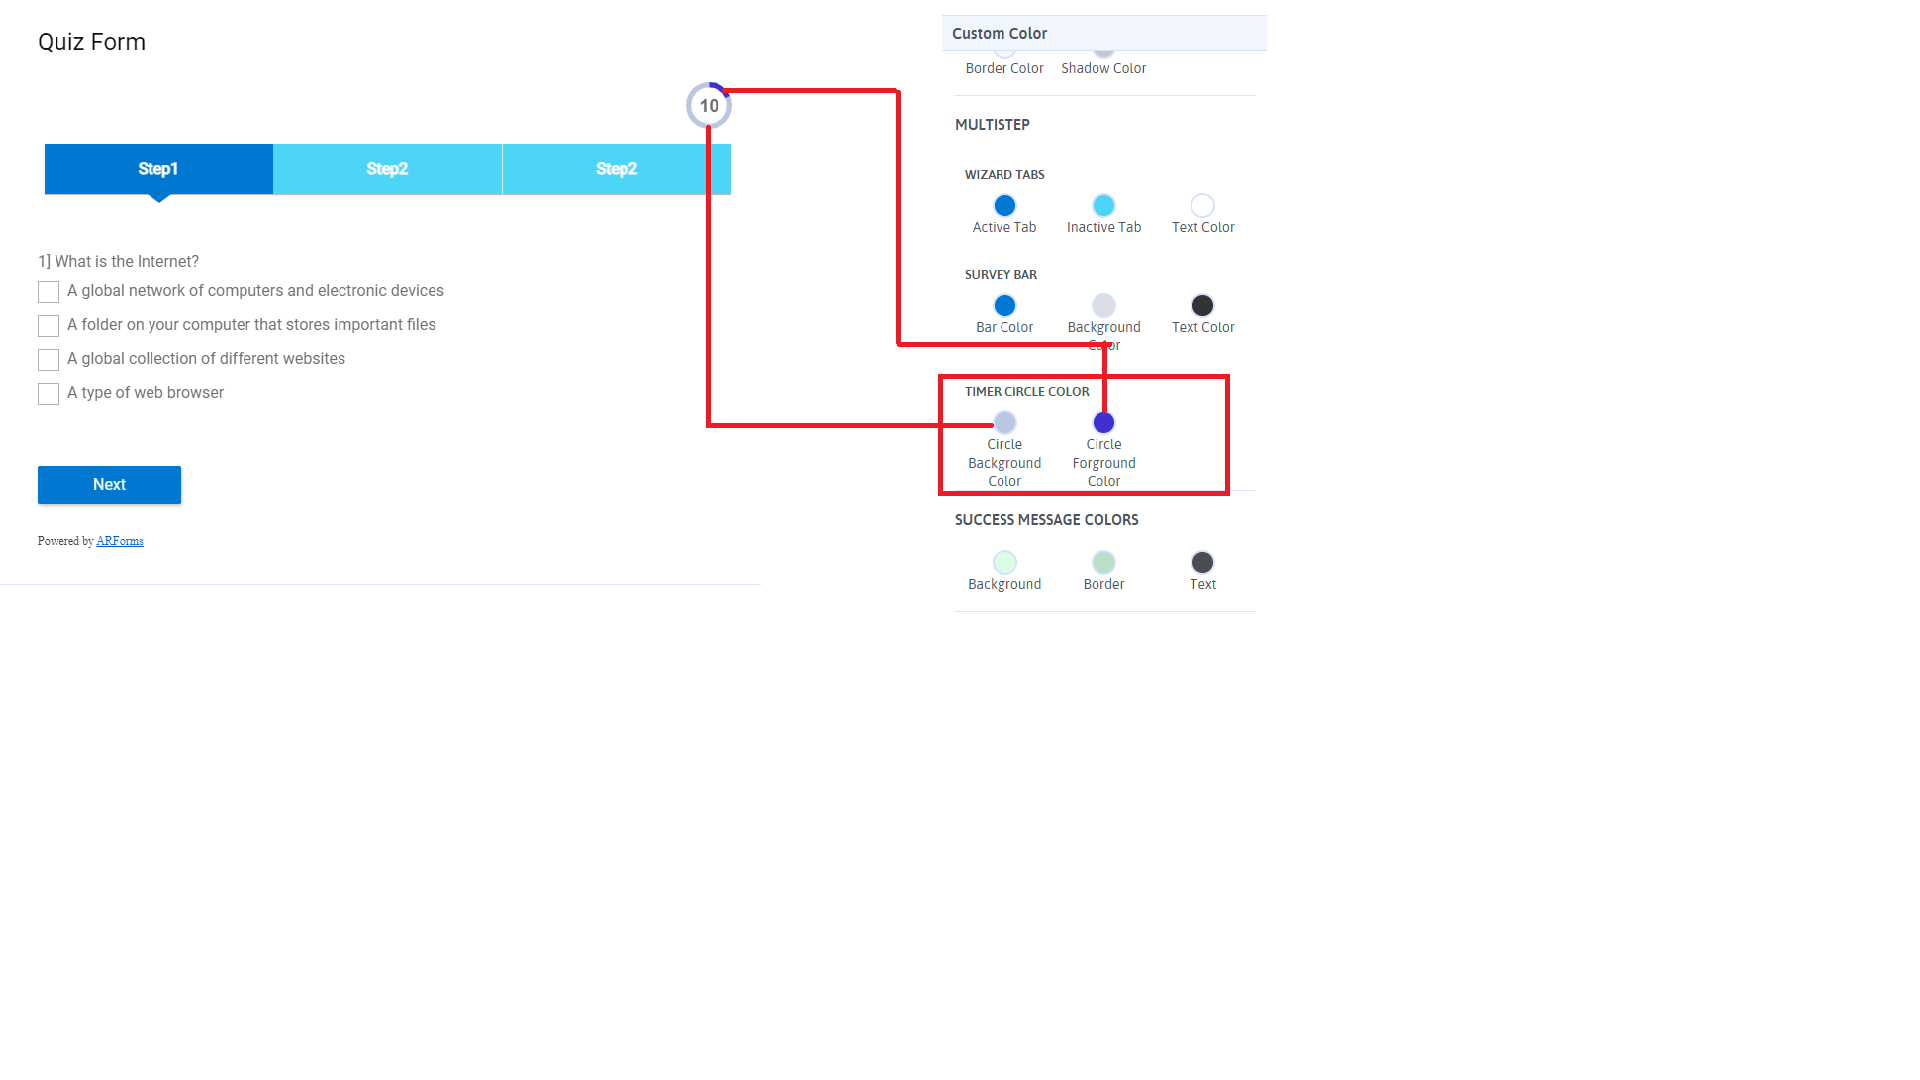 Quiz Form
10
Step1
Step2
Step2
1] What is the Internet?
A global network of computers and electronic devices
A folder on your computer that stores important files
A global collection of different websites
A type of web browser
Next
Powered by ARForms
Custom Color
Border Color
Shadow Color
MULTISTEP
WIZARD TABS
Active Tab
Inactive Tab
Text Color
SURVEY BAR
Bar Color
Background
Color
Text Color
TIMER CIRCLE COLOR
Circle
Background
Color
Circle
Forground
Color
SUCCESS MESSAGE COLORS
Background
Border
Text